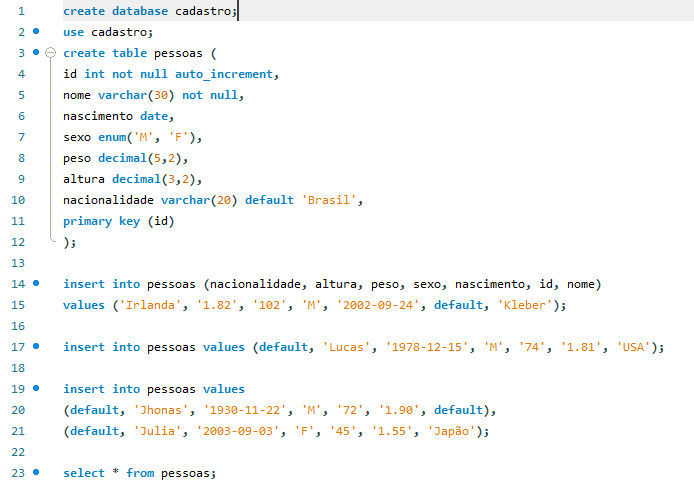 1 create database cadastro;
2 use cadastro;
3 create table pessoas (
4 id int not null auto_increment,
5 nome varchar(30) not null,
6 nascimento date,
7 sexo enum('M', 'F'),
8 peso decimal(5,2),
9 altura decimal(3,2),
10 nacionalidade varchar(20) default 'Brasil',
11 primary key (id)
12 );
13
14 insert into pessoas (nacionalidade, altura, peso, sexo, nascimento, id, nome)
15 values ('Irlanda', '1.82', '102', 'M', '2002-09-24', default, 'Kleber');
16
17 insert into pessoas values (default, 'Lucas', '1978-12-15', 'M', '74', '1.81', 'USA');
18
19 insert into pessoas values
20 (default, 'Jhonas', '1930-11-22', 'M', '72', '1.90', default),
21 (default, 'Julia', '2003-09-03', 'F', '45', '1.55', 'Japão');
22
23 select * from pessoas;